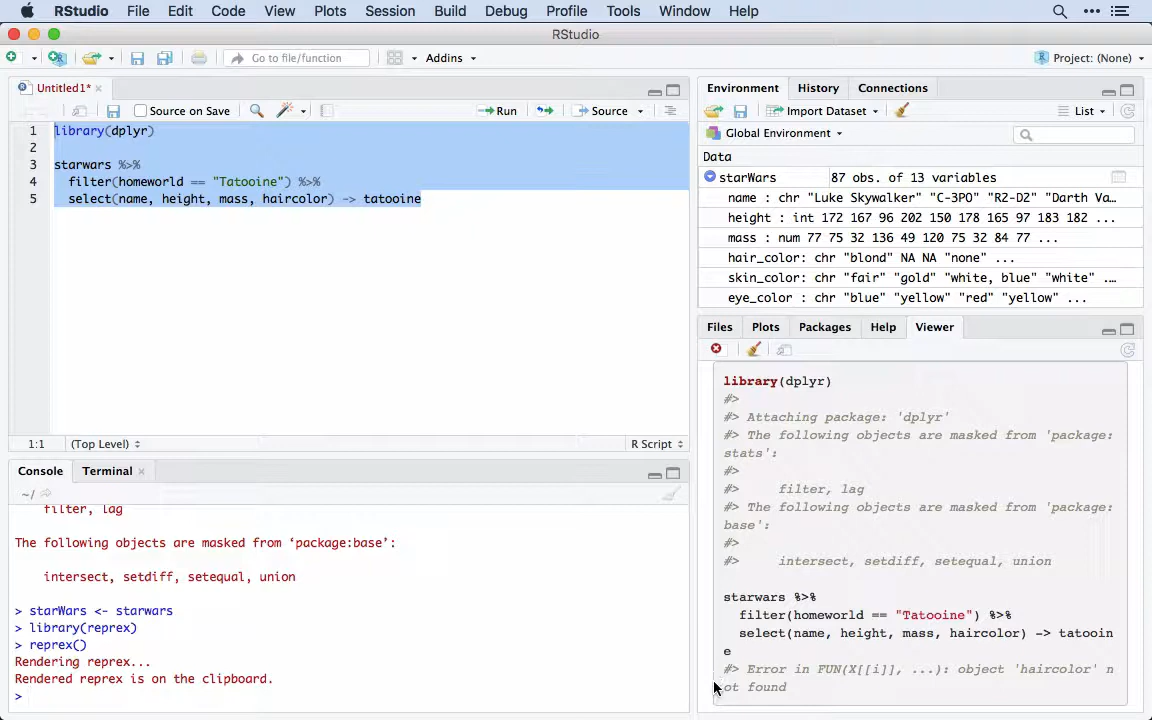 RStudio File Edit Code View Plots Session Build Debug Profile Tools Window Help
RStudio
Go to file/function Addins Project: (None)
Untitled1*
Source on Save Run Source
1 library(dplyr)
2
3 starwars %>%
4 filter(homeworld == "Tatooine") %>%
5 select(name, height, mass, haircolor) -> tatooine
1:1 (Top Level) R Script
Console Terminal
~/
filter, lag
The following objects are masked from ‘package:base’:
intersect, setdiff, setequal, union
> starWars <- starwars
> library(reprex)
> reprex()
Rendering reprex...
Rendered reprex is on the clipboard.
>
Environment History Connections
Import Dataset List
Global Environment
Data
starWars 87 obs. of 13 variables
name : chr "Luke Skywalker" "C-3PO" "R2-D2" "Darth Va…
height : int 172 167 96 202 150 178 165 97 183 182 ...
mass : num 77 75 32 136 49 120 75 32 84 77 ...
hair_color: chr "blond" NA NA "none" ...
skin_color: chr "fair" "gold" "white, blue" "white" ...
eye_color : chr "blue" "yellow" "red" "yellow" ...
Files Plots Packages Help Viewer
library(dplyr)
#>
#> Attaching package: 'dplyr'
#> The following objects are masked from 'package:
stats':
#>
#> filter, lag
#> The following objects are masked from 'package:
base':
#>
#> intersect, setdiff, setequal, union
starwars %>%
filter(homeworld == "Tatooine") %>%
select(name, height, mass, haircolor) -> tatooin
e
#> Error in FUN(X[[i]], ...): object 'haircolor' n
ot found